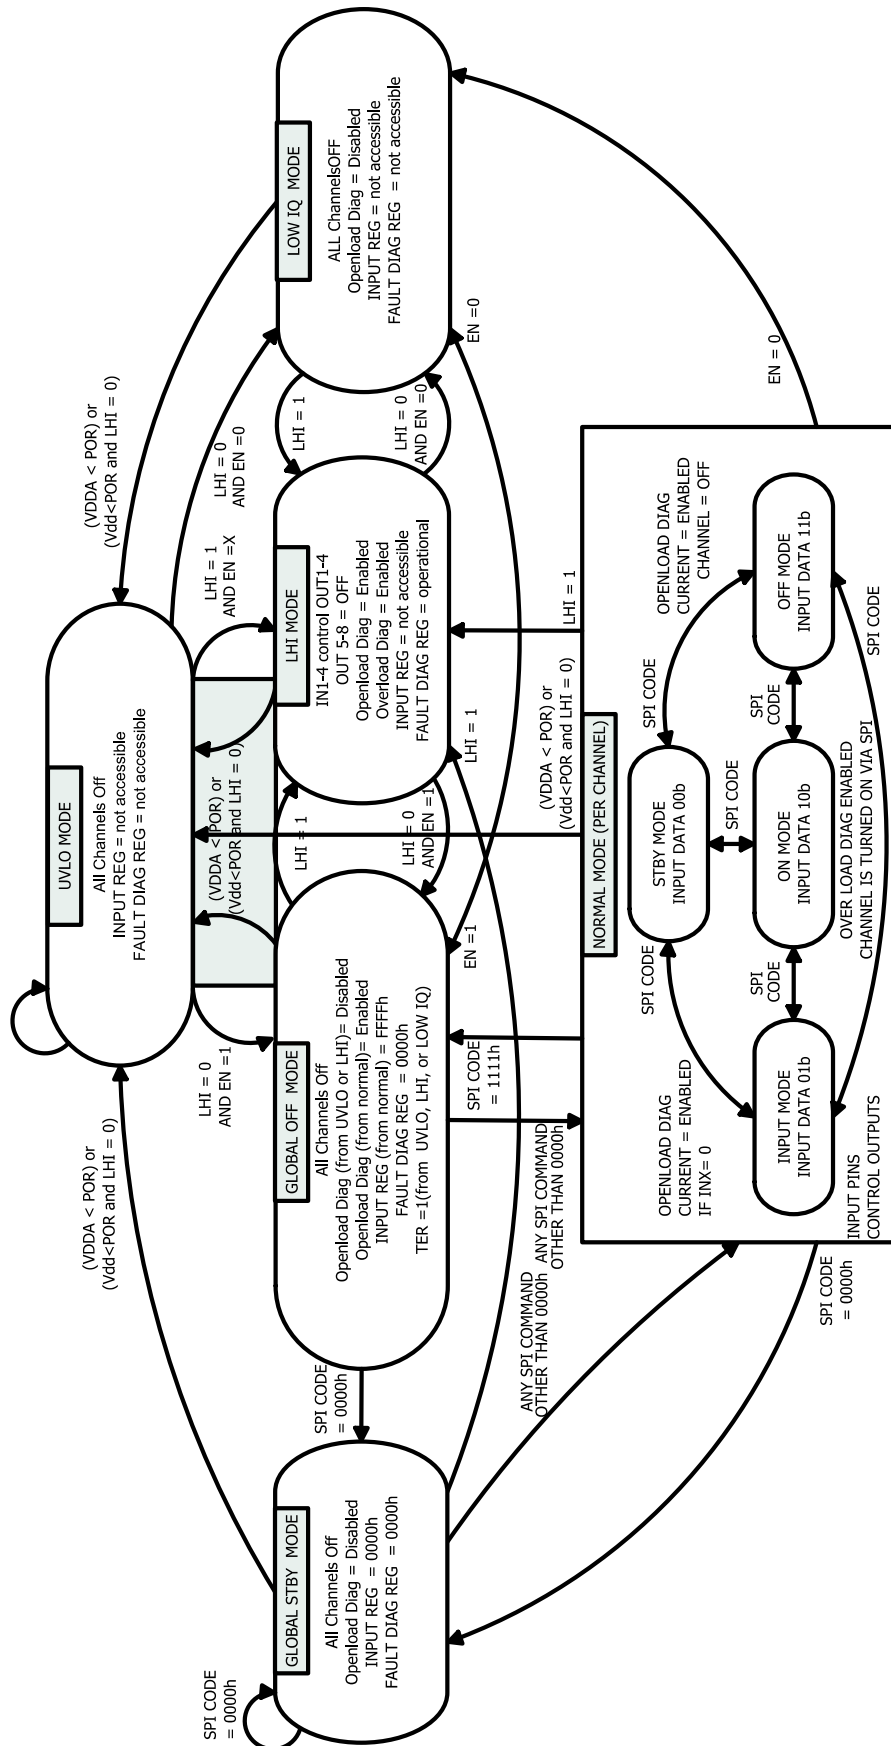 UVLO MODE
All Channels Off
INPUT REG = not accessible
FAULT DIAG REG = not accessible
(VDDA < POR) or
(Vdd<POR and LHI = 0)
(VDDA < POR) or
(Vdd<POR and LHI = 0)
LHI = 0
AND EN =1
(VDDA < POR) or
(Vdd<POR and LHI = 0)
LHI = 1
AND EN =X
LHI = 0
AND EN =0
SPI CODE
= 0000h
GLOBAL STBY MODE
All Channels Off
Openload Diag = Disabled
INPUT REG = 0000h
FAULT DIAG REG = 0000h
SPI CODE
= 0000h
GLOBAL OFF MODE
All Channels Off
Openload Diag (from UVLO or LHI)= Disabled
Openload Diag (from normal)= Enabled
INPUT REG (from normal) = FFFFh
FAULT DIAG REG = 0000h
TER =1(from UVLO, LHI, or LOW IQ)
LHI = 1
LHI = 0
AND EN =1
LHI MODE
IN1-4 control OUT1-4
OUT 5-8 = OFF
Openload Diag = Enabled
Overload Diag = Enabled
INPUT REG = not accessible
FAULT DIAG REG = operational
LHI = 1
LHI = 0
AND EN =0
LOW IQ MODE
ALL ChannelsOFF
Openload Diag = Disabled
INPUT REG = not accessible
FAULT DIAG REG = not accessible
EN =1
LHI = 1
EN =0
SPI CODE
= 1111h
ANY SPI COMMAND
OTHER THAN 0000h
ANY SPI COMMAND
OTHER THAN 0000h
(VDDA < POR) or
(Vdd<POR and LHI = 0)
LHI = 1
EN = 0
SPI CODE
= 0000h
NORMAL MODE (PER CHANNEL)
SPI CODE
SPI CODE
STBY MODE
INPUT DATA 00b
OPENLOAD DIAG
CURRENT = ENABLED
IF INX= 0
OPENLOAD DIAG
CURRENT = ENABLED
CHANNEL = OFF
SPI CODE
SPI
CODE
SPI
CODE
INPUT MODE
INPUT DATA 01b
ON MODE
INPUT DATA 10b
OFF MODE
INPUT DATA 11b
INPUT PINS
CONTROL OUTPUTS
OVER LOAD DIAG ENABLED
CHANNEL IS TURNED ON VIA SPI
SPI CODE